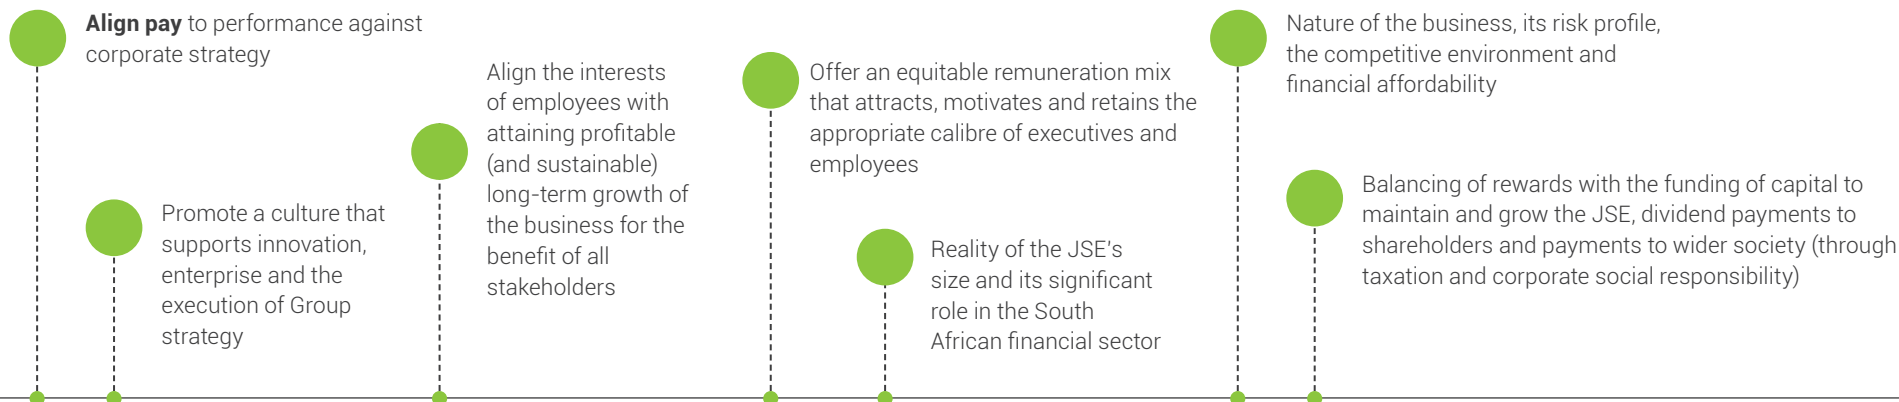 Align pay to performance against
corporate strategy
Promote a culture that
supports innovation,
enterprise and the
execution of Group
strategy
Align the interests
of employees with
attaining profitable
(and sustainable)
long-term growth of
the business for the
benefit of all
stakeholders
Offer an equitable remuneration mix
that attracts, motivates and retains the
appropriate calibre of executives and
employees
Reality of the JSE's
size and its significant
role in the South
African financial sector
Nature of the business, its risk profile,
the competitive environment and
financial affordability
Balancing of rewards with the funding of capital to
maintain and grow the JSE, dividend payments to
shareholders and payments to wider society (through
taxation and corporate social responsibility)